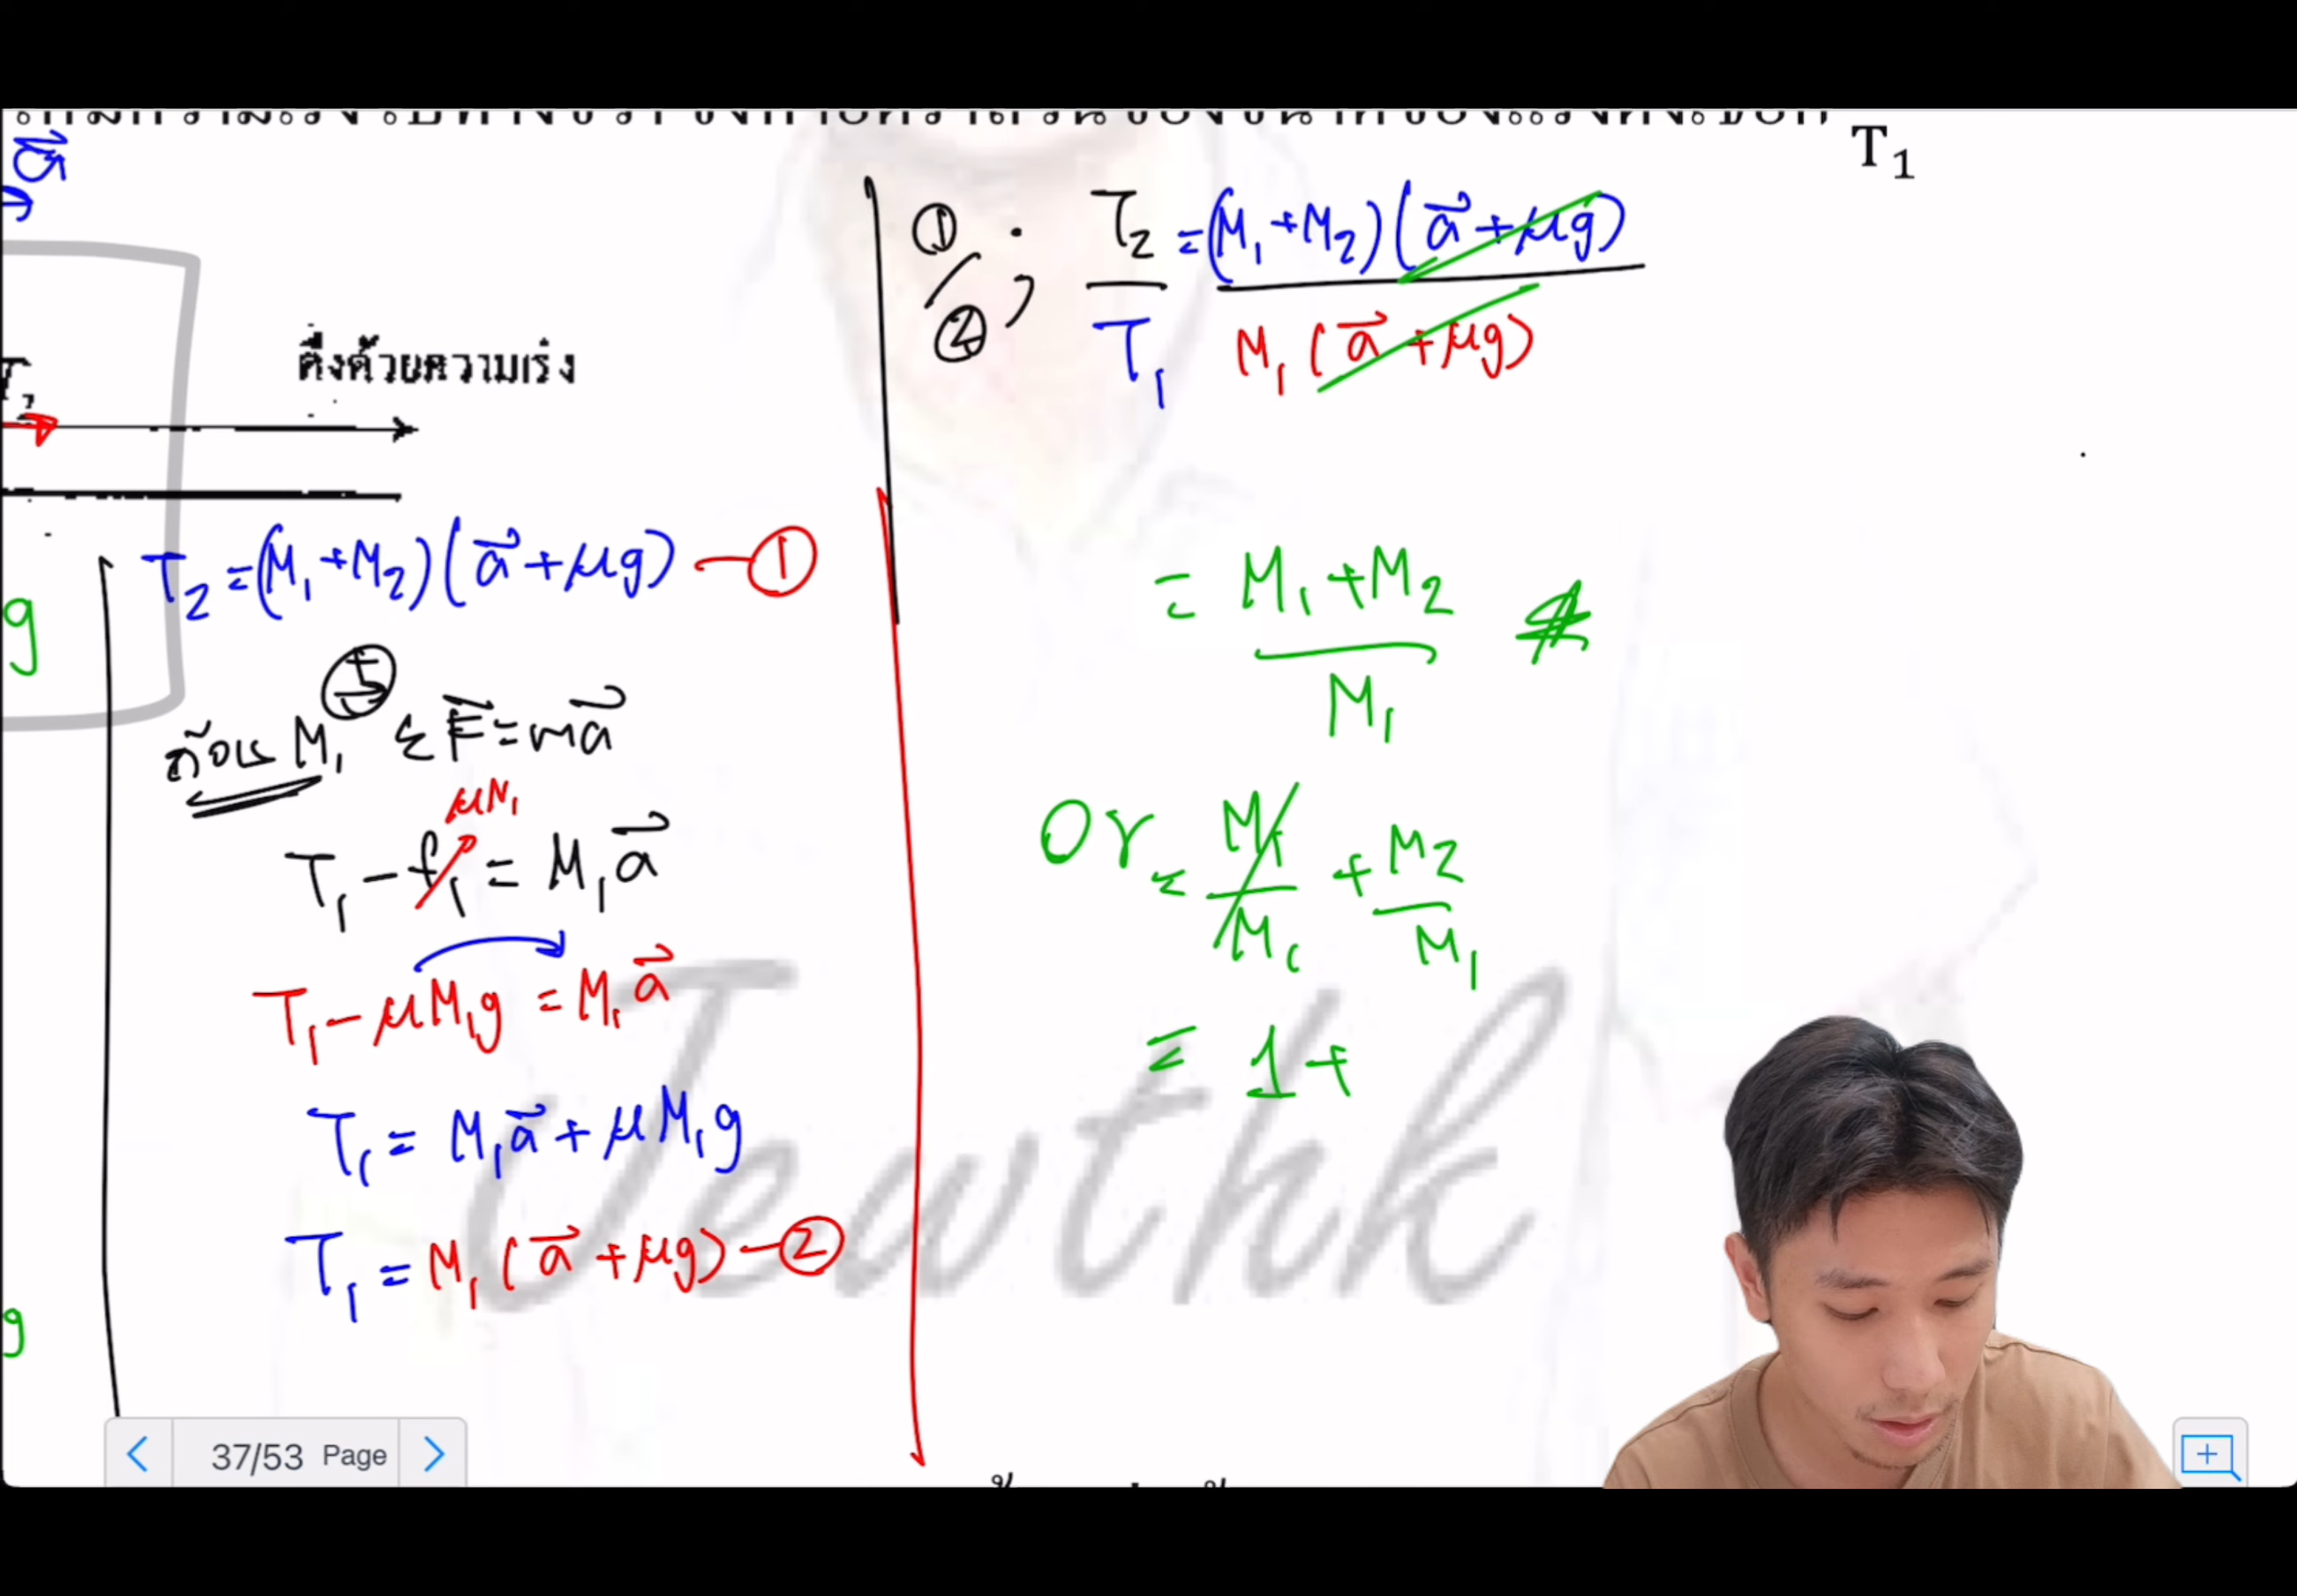 T₁
ดึงด้วยความเร่ง
T₂ = (M₁ + M₂)(a⃗ + μg) — ①
ก้อน M₁ ΣF⃗ = ma⃗
μN₁
T₁ - f₁ = M₁a⃗
T₁ - μM₁g = M₁a⃗
T₁ = M₁a⃗ + μM₁g
T₁ = M₁(a⃗ + μg) — ②
①/② ; T₂/T₁ = (M₁ + M₂)(a⃗ + μg) / M₁(a⃗ + μg)
= (M₁ + M₂) / M₁
Or = M₁/M₁ + M₂/M₁
= 1 +
g
g
Jewthk
37/53 Page